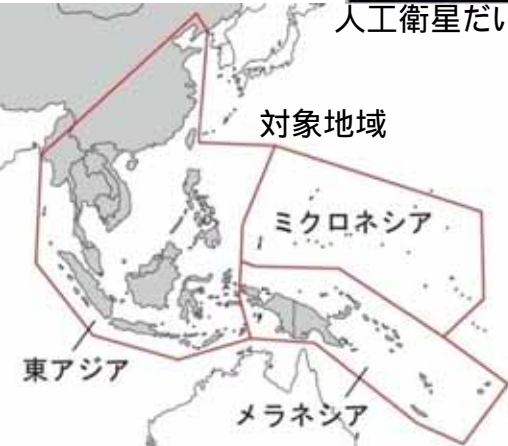 人工衛星だい
対象地域
ミクロネシア
東アジア
メラネシア